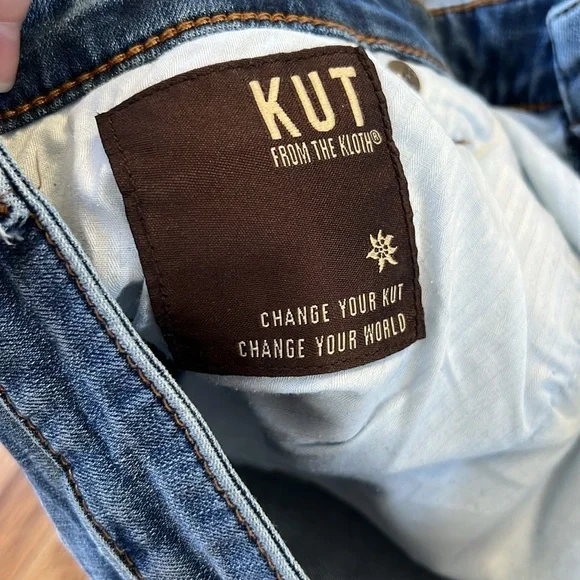 KUT
FROM THE KLOTH®
CHANGE YOUR KUT
CHANGE YOUR WORLD